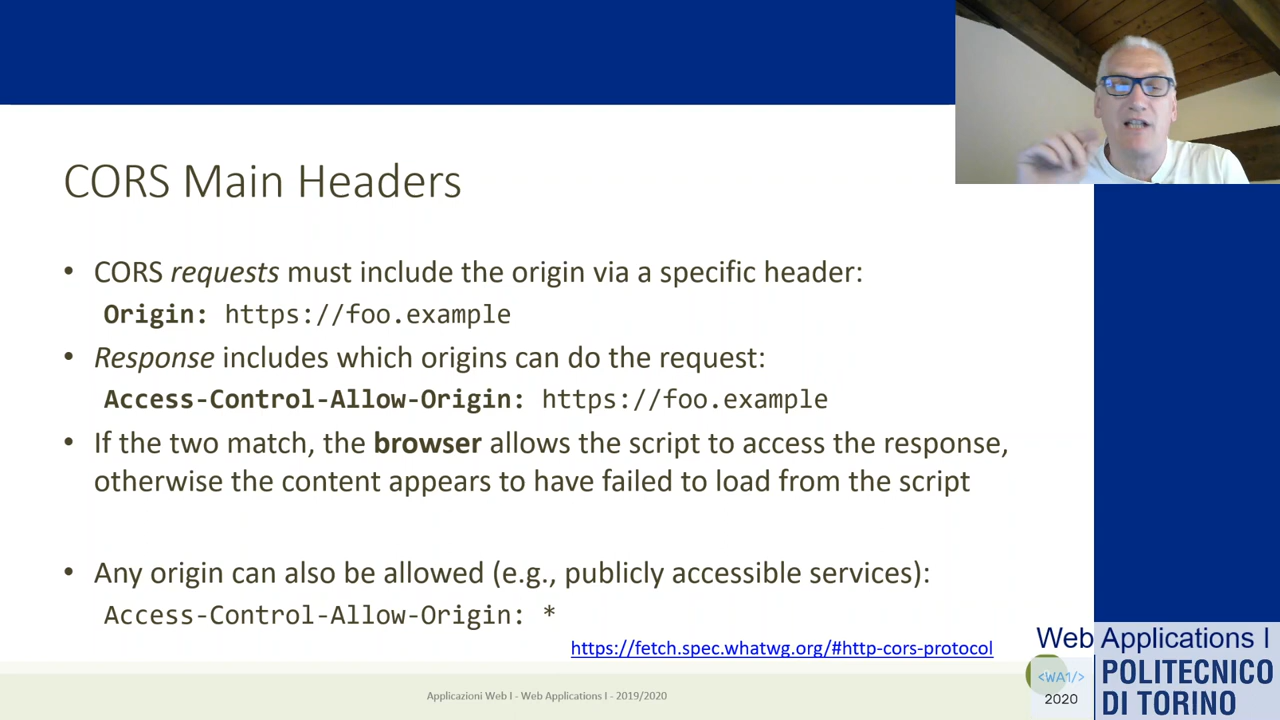 CORS Main Headers
• CORS requests must include the origin via a specific header:
Origin: https://foo.example
• Response includes which origins can do the request:
Access-Control-Allow-Origin: https://foo.example
• If the two match, the browser allows the script to access the response,
otherwise the content appears to have failed to load from the script
• Any origin can also be allowed (e.g., publicly accessible services):
Access-Control-Allow-Origin: *
https://fetch.spec.whatwg.org/#http-cors-protocol
Applicazioni Web I - Web Applications I - 2019/2020
Web Applications I
<WA1/>
2020
POLITECNICO
DI TORINO